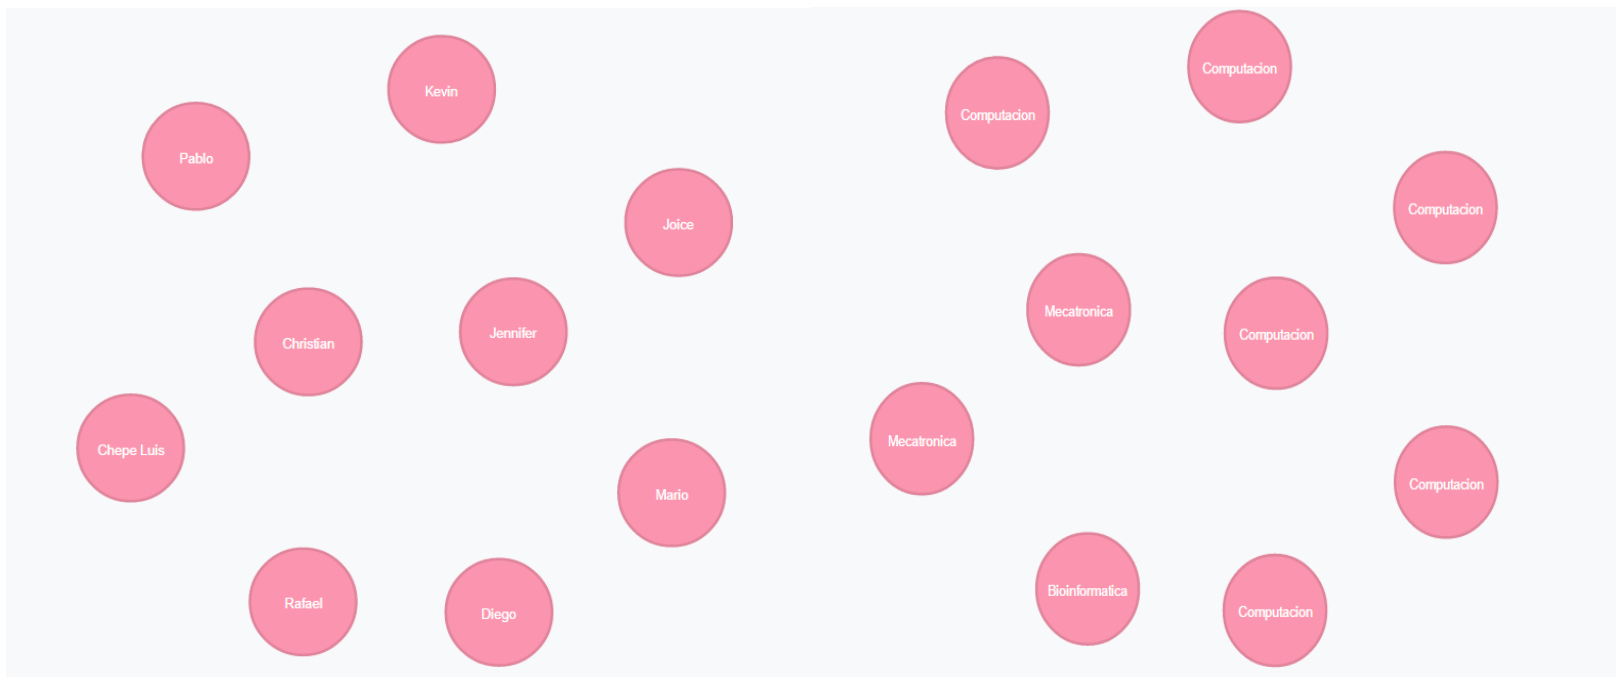 Kevin
Pablo
Joice
Jennifer
Christian
Chepe Luis
Mario
Rafael
Diego
Computacion
Computacion
Computacion
Mecatronica
Computacion
Mecatronica
Computacion
Bioinformatica
Computacion